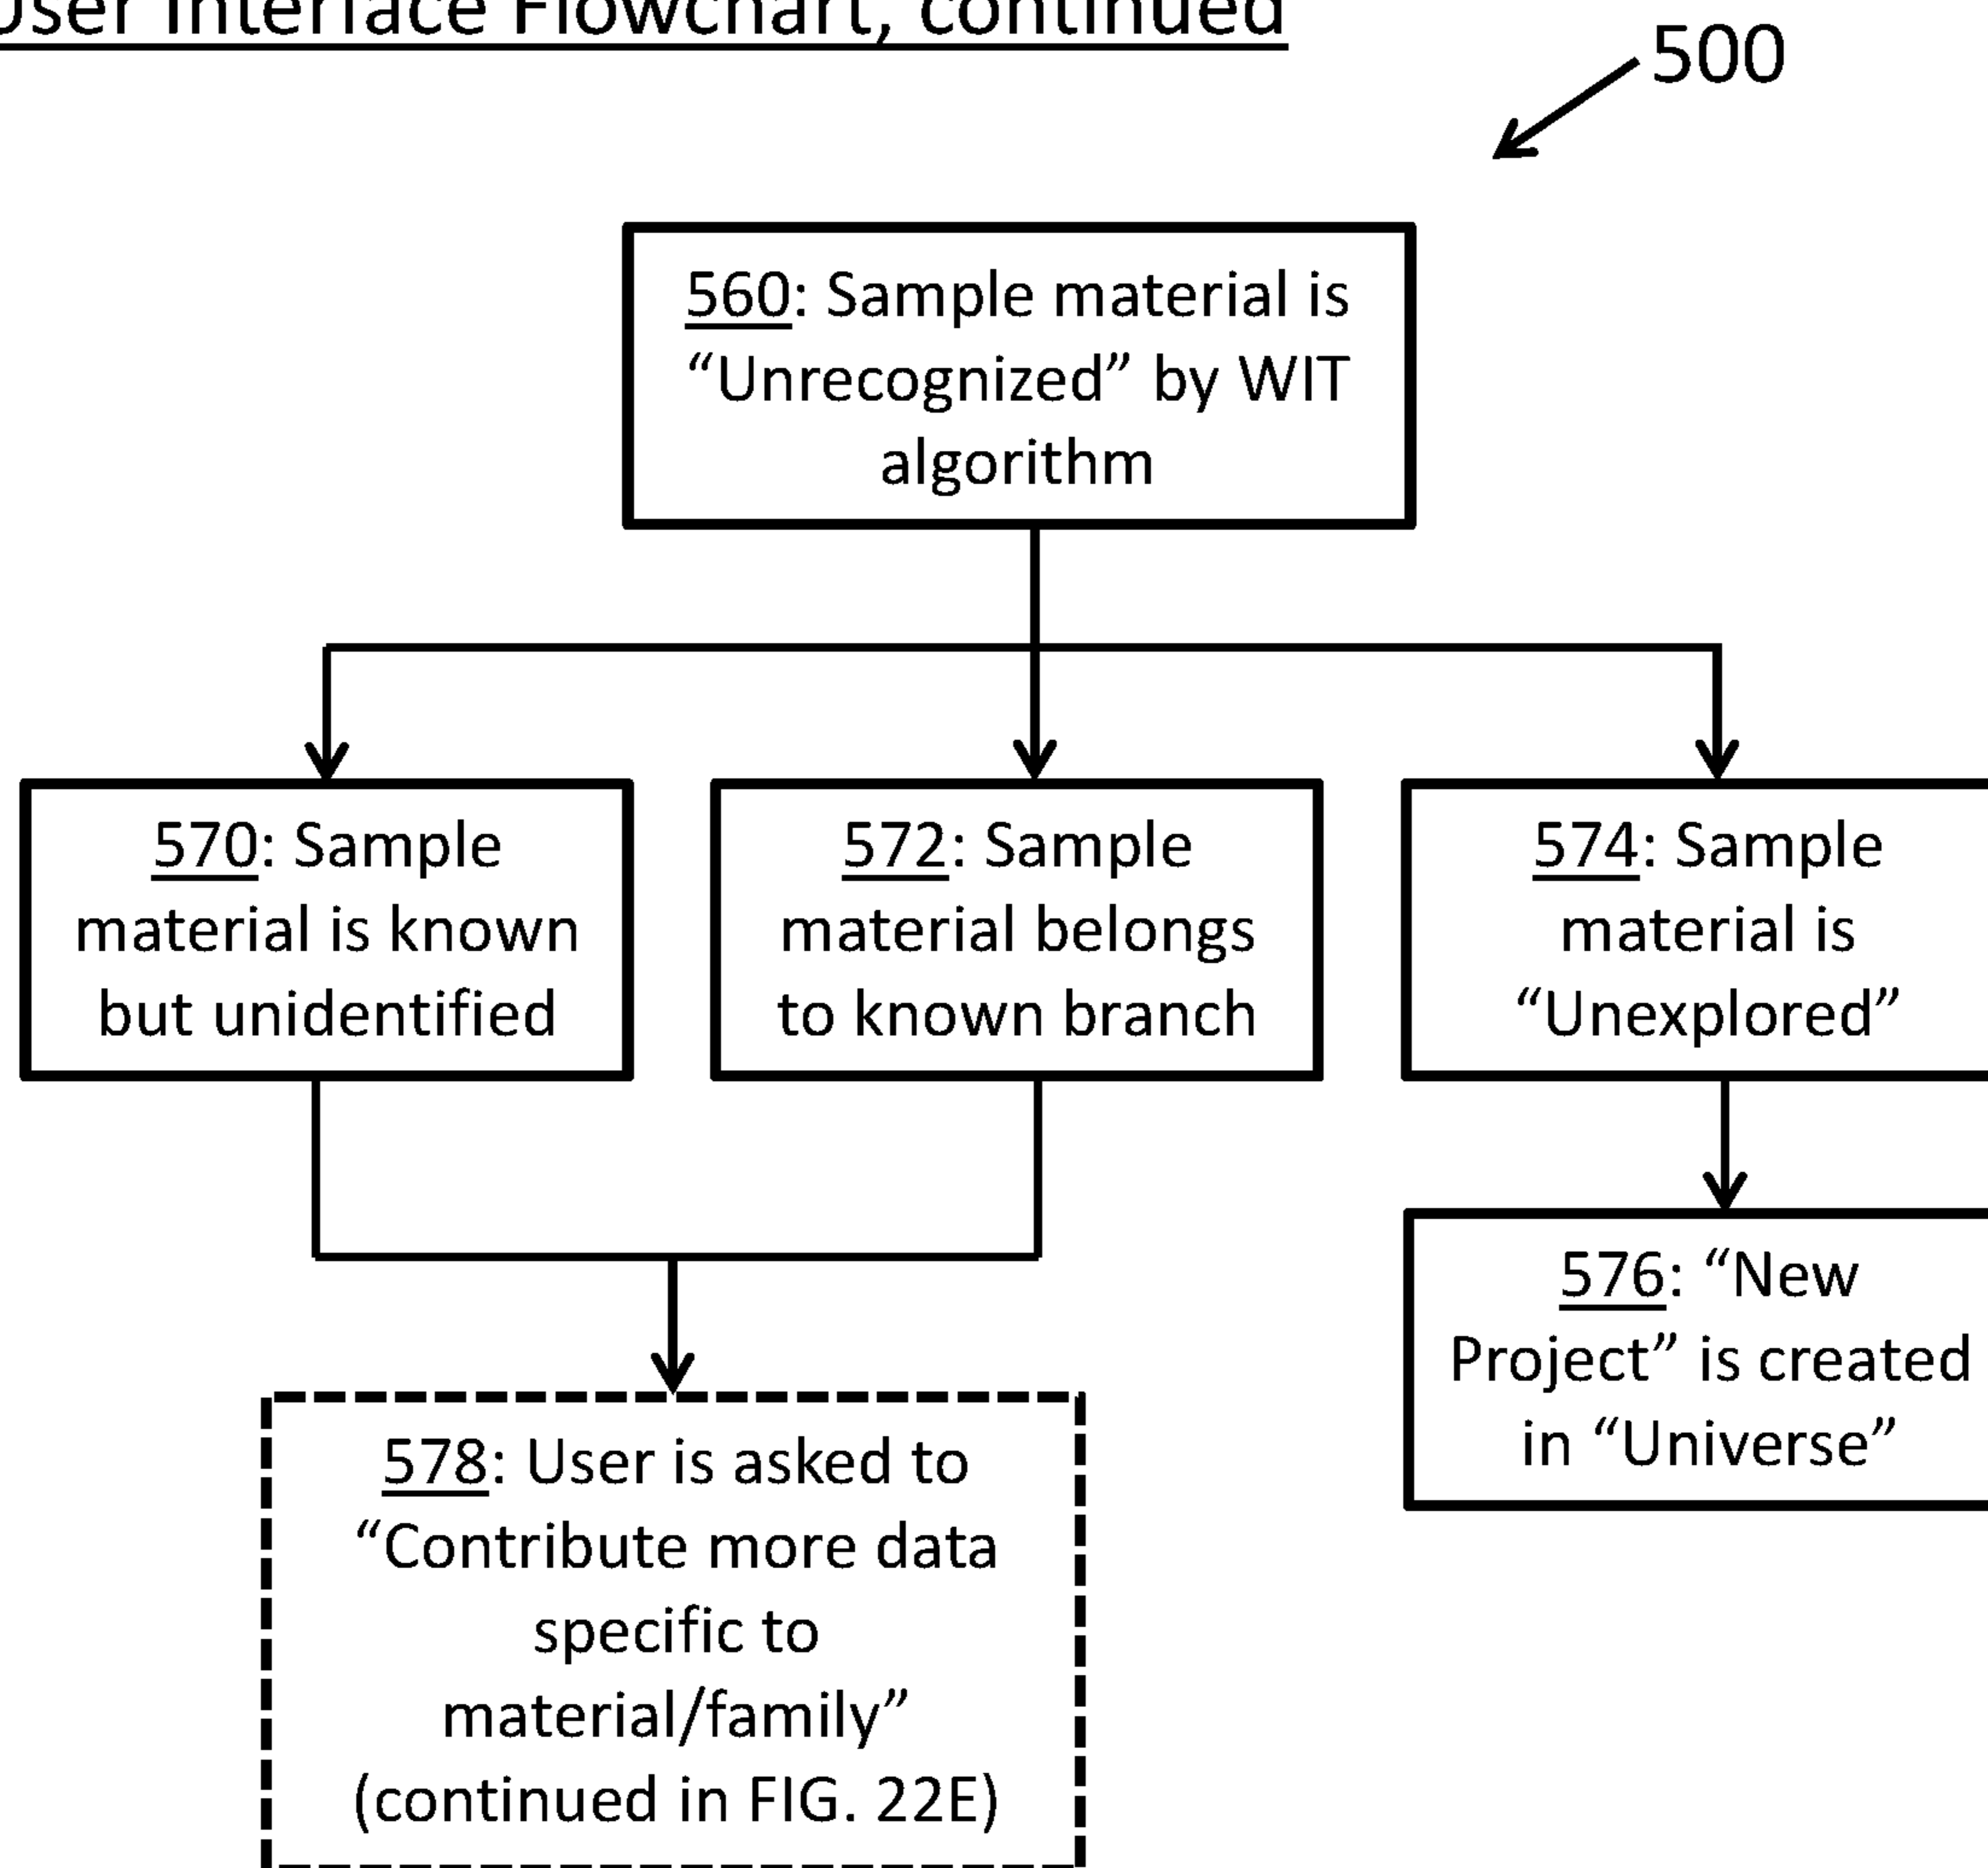 User Interface Flowchart, continued
500
560: Sample material is
“Unrecognized” by WIT
algorithm
570: Sample
material is known
but unidentified
572: Sample
material belongs
to known branch
574: Sample
material is
“Unexplored”
576: “New
Project” is created
in “Universe”
578: User is asked to
“Contribute more data
specific to
material/family”
(continued in FIG. 22E)